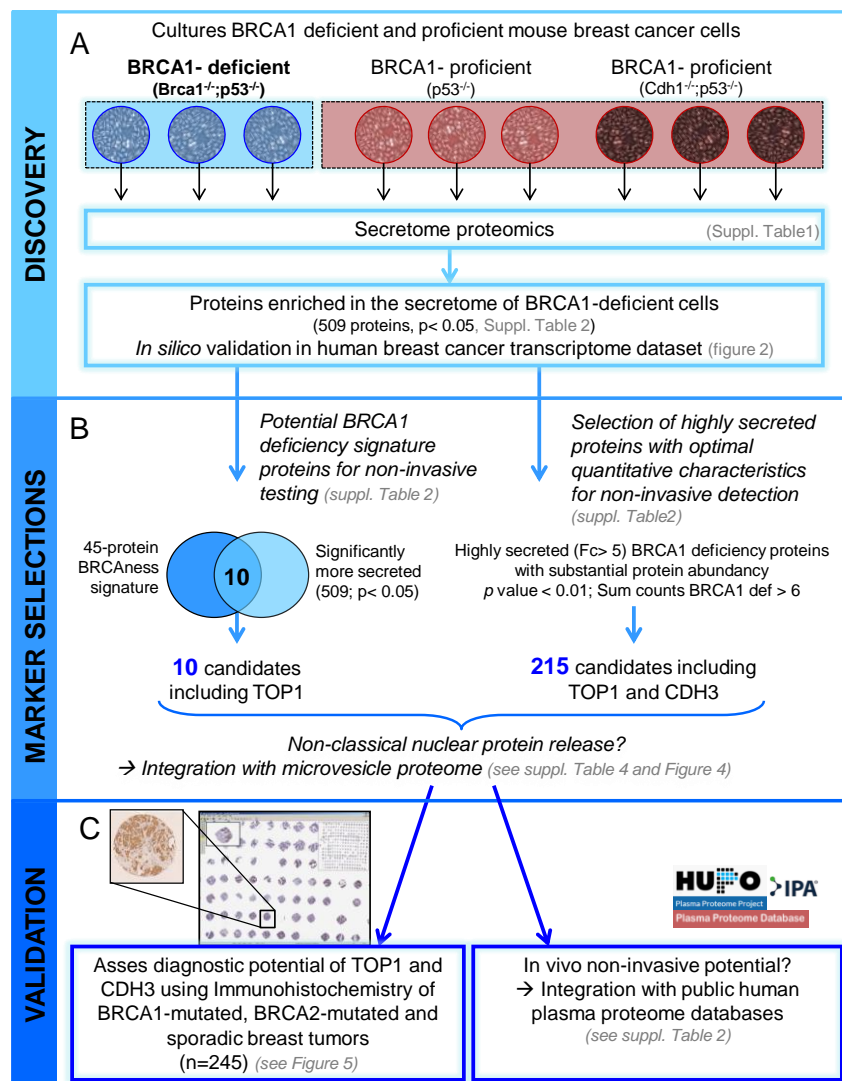 A
Cultures BRCA1 deficient and proficient mouse breast cancer cells
BRCA1- deficient
(Brca1-/-;p53-/-)
BRCA1- proficient
(p53-/-)
BRCA1- proficient
(Cdh1-/-;p53-/-)
DISCOVERY
Secretome proteomics
(Suppl. Table1)
Proteins enriched in the secretome of BRCA1-deficient cells
(509 proteins, p< 0.05, Suppl. Table 2)
In silico validation in human breast cancer transcriptome dataset (figure 2)
MARKER SELECTIONS
B
Potential BRCA1
deficiency signature
proteins for non-invasive
testing (suppl. Table 2)
Selection of highly secreted
proteins with optimal
quantitative characteristics
for non-invasive detection
(suppl. Table2)
45-protein
BRCAness
signature
10
Significantly
more secreted
(509; p< 0.05)
Highly secreted (Fc> 5) BRCA1 deficiency proteins
with substantial protein abundancy
p value < 0.01; Sum counts BRCA1 def > 6
10 candidates
including TOP1
215 candidates including
TOP1 and CDH3
Non-classical nuclear protein release?
→ Integration with microvesicle proteome (see suppl. Table 4 and Figure 4)
VALIDATION
C
HUPO
IPA®
Plasma Proteome Project
Plasma Proteome Database
Asses diagnostic potential of TOP1 and
CDH3 using Immunohistochemistry of
BRCA1-mutated, BRCA2-mutated and
sporadic breast tumors
(n=245) (see Figure 5)
In vivo non-invasive potential?
→ Integration with public human
plasma proteome databases
(see suppl. Table 2)